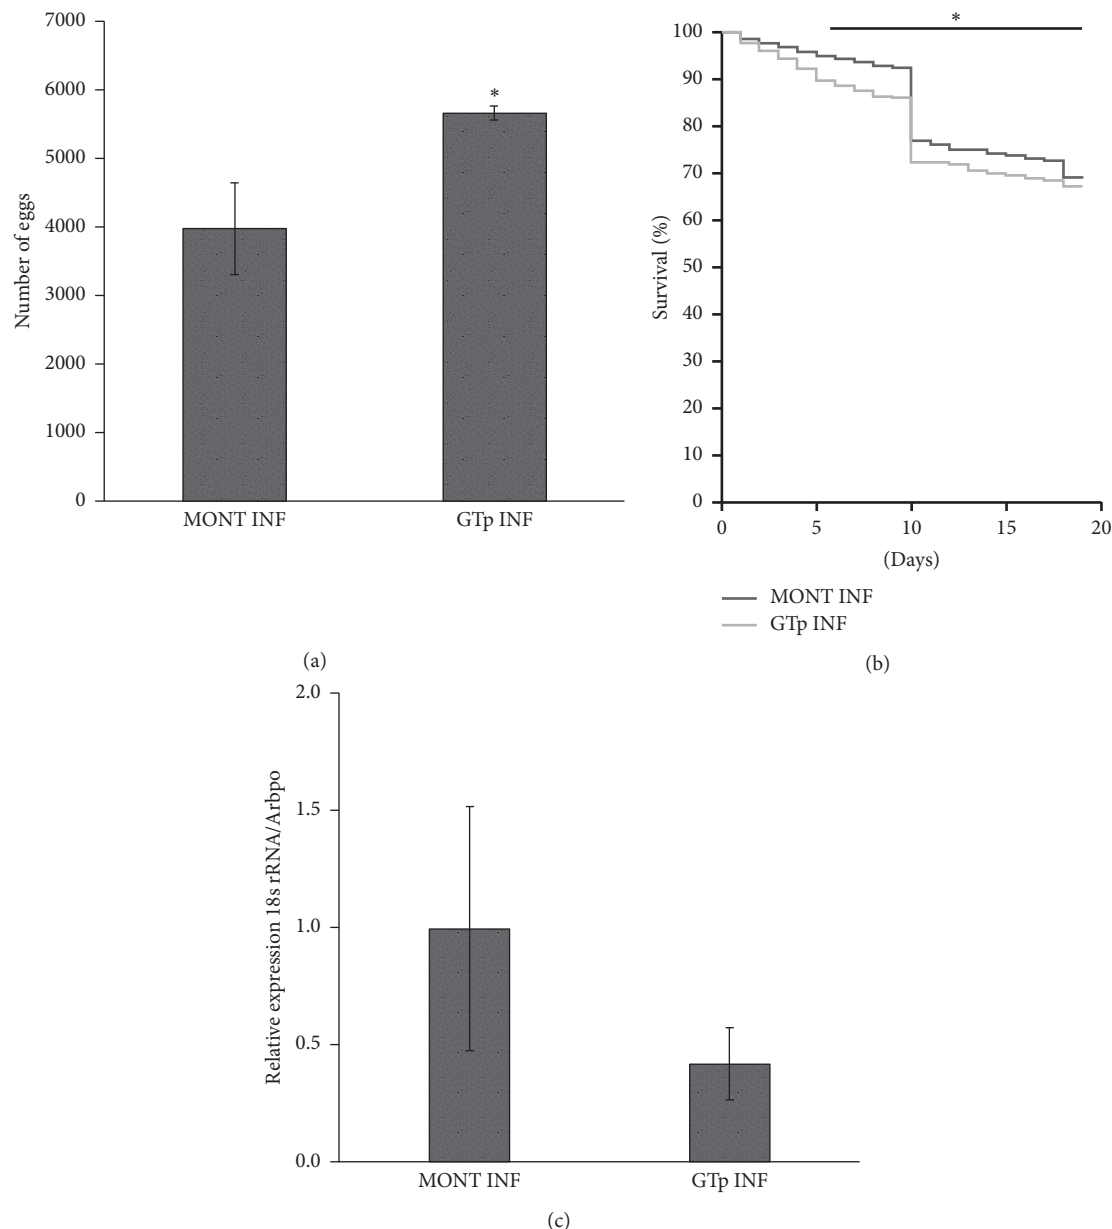 7000
6000
5000
4000
3000
2000
1000
0
Number of eggs
*
MONT INF
GTp INF
(a)
*
100
90
80
70
60
50
40
30
20
10
0
Survival (%)
0
5
10
15
20
(Days)
MONT INF
GTp INF
(b)
2.0
1.5
1.0
0.5
0.0
Relative expression 18s rRNA/Arbpo
MONT INF
GTp INF
(c)